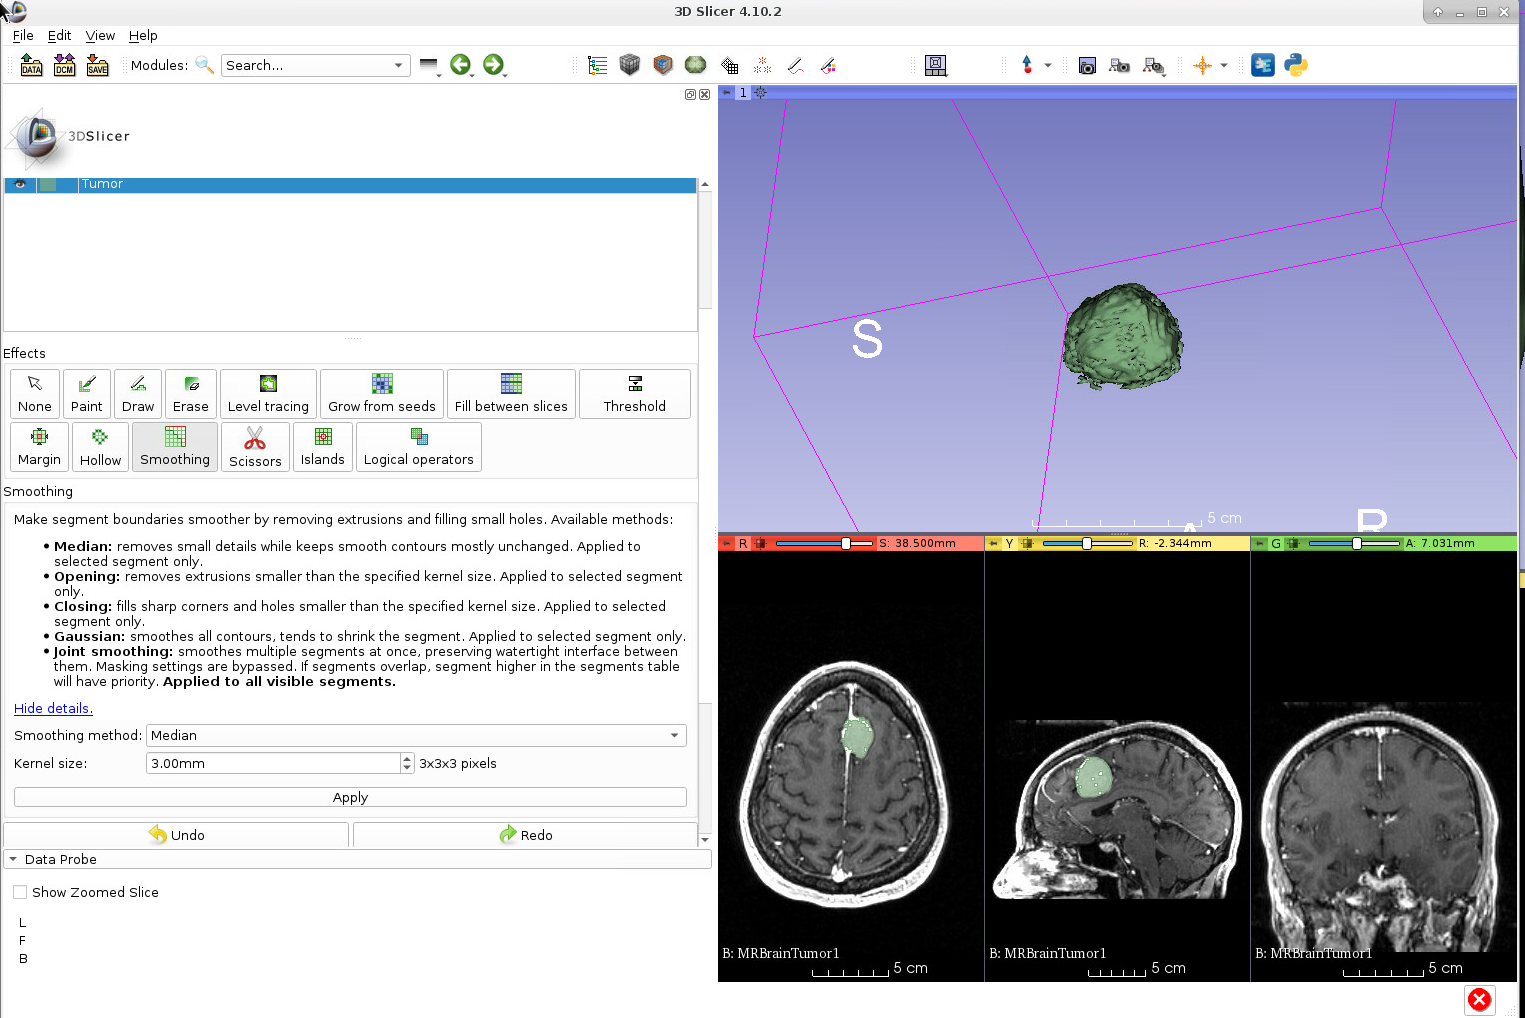 3D Slicer 4.10.2
File Edit View Help
DATA DCM SAVE Modules: Search...
1
3DSlicer
Tumor
S
Effects
None Paint Draw Erase Level tracing Grow from seeds Fill between slices Threshold
Margin Hollow Smoothing Scissors Islands Logical operators
Smoothing
Make segment boundaries smoother by removing extrusions and filling small holes. Available methods:
• Median: removes small details while keeps smooth contours mostly unchanged. Applied to
selected segment only.
• Opening: removes extrusions smaller than the specified kernel size. Applied to selected segment
only.
• Closing: fills sharp corners and holes smaller than the specified kernel size. Applied to selected
segment only.
• Gaussian: smoothes all contours, tends to shrink the segment. Applied to selected segment only.
• Joint smoothing: smoothes multiple segments at once, preserving watertight interface between
them. Masking settings are bypassed. If segments overlap, segment higher in the segments table
will have priority. Applied to all visible segments.
Hide details.
Smoothing method: Median
Kernel size: 3.00mm 3x3x3 pixels
Apply
Undo Redo
Data Probe
Show Zoomed Slice
L
F
B
5 cm
R
R S: 38.500mm
Y R: -2.344mm
G A: 7.031mm
B: MRBrainTumor1
5 cm
B: MRBrainTumor1
5 cm
B: MRBrainTumor1
5 cm